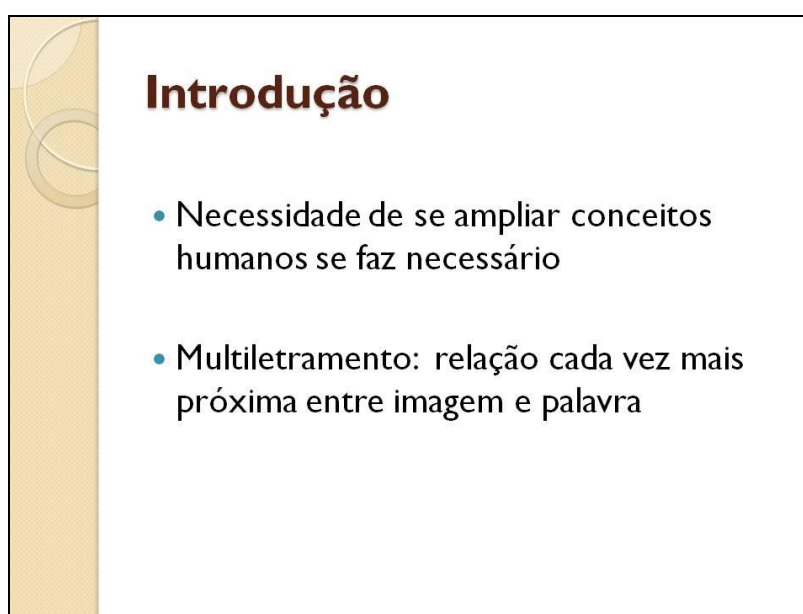 Introdução
• Necessidade de se ampliar conceitos
humanos se faz necessário
• Multiletramento: relação cada vez mais
próxima entre imagem e palavra